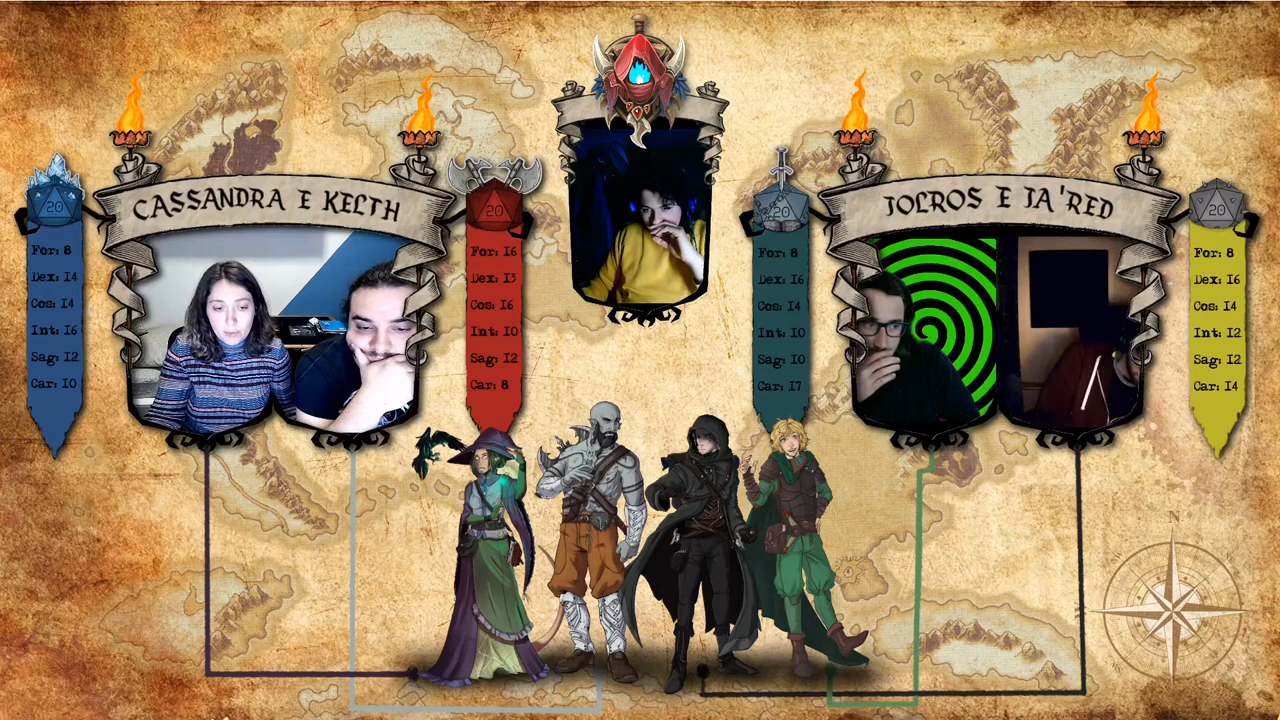 CASSANDRA E KELTH
JOLROS E JA'RED
20
For: 8
Dex: 14
Cos: 14
Int: 16
Sag: 12
Car: 10
20
For: 16
Dex: 13
Cos: 16
Int: 10
Sag: 12
Car: 8
20
For: 8
Dex: 16
Cos: 14
Int: 10
Sag: 10
Car: 17
20
For: 8
Dex: 16
Cos: 14
Int: 12
Sag: 12
Car: 14
N